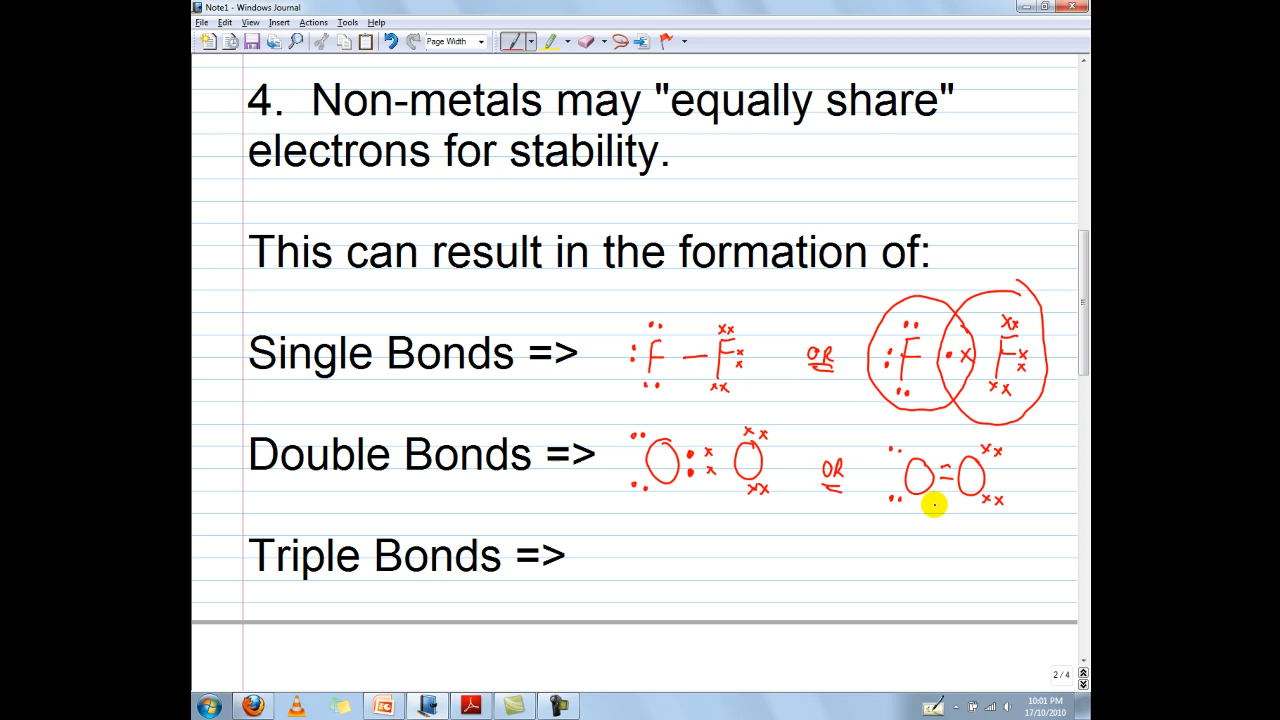 Note1 - Windows Journal
File Edit View Insert Actions Tools Help
Page Width
4. Non-metals may "equally share"
electrons for stability.
This can result in the formation of:
Single Bonds => F — F OR F • x F
Double Bonds => O : x x O OR O = O
Triple Bonds =>
2 / 4
10:01 PM
17/10/2010